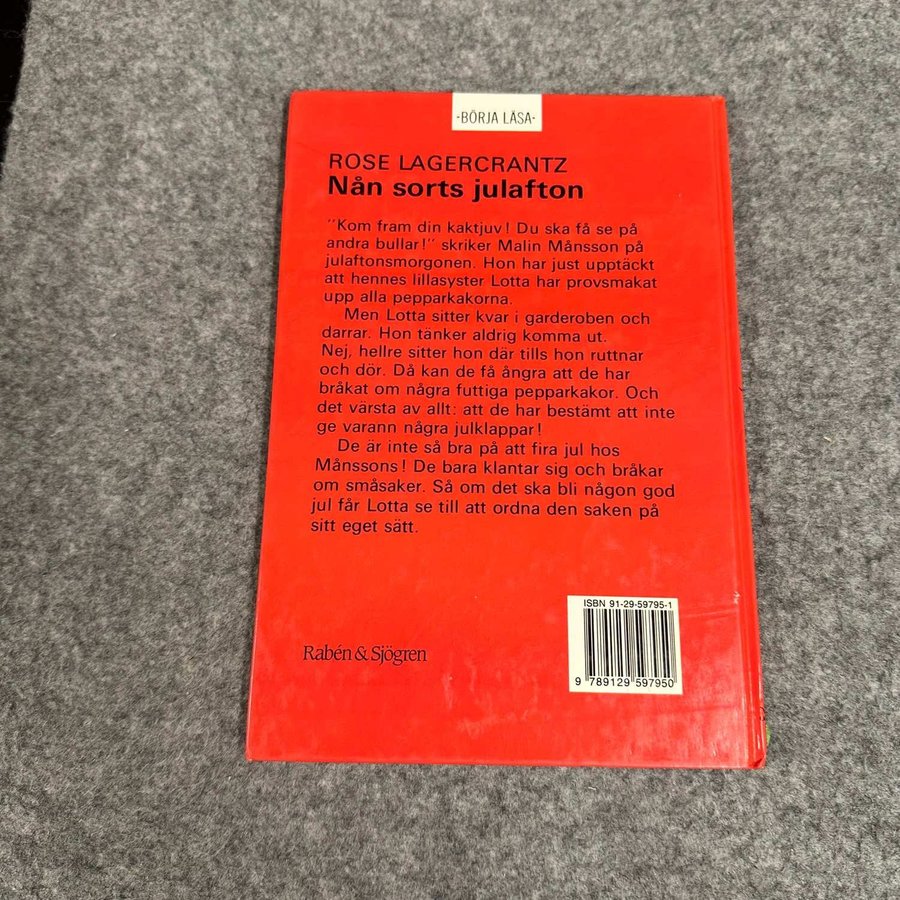 ·BÖRJA LÄSA·
ROSE LAGERCRANTZ
Nån sorts julafton
"Kom fram din kaktjuv! Du ska få se på
andra bullar!" skriker Malin Månsson på
julaftonsmorgonen. Hon har just upptäckt
att hennes lillasyster Lotta har provsmakat
upp alla pepparkakorna.
Men Lotta sitter kvar i garderoben och
darrar. Hon tänker aldrig komma ut.
Nej, hellre sitter hon där tills hon ruttnar
och dör. Då kan de få ångra att de har
bråkat om några futtiga pepparkakor. Och
det värsta av allt: att de har bestämt att inte
ge varann några julklappar!
De är inte så bra på att fira jul hos
Månssons! De bara klantar sig och bråkar
om småsaker. Så om det ska bli någon god
jul får Lotta se till att ordna den saken på
sitt eget sätt.
ISBN 91-29-59795-1
Rabén & Sjögren
9 789129 597950